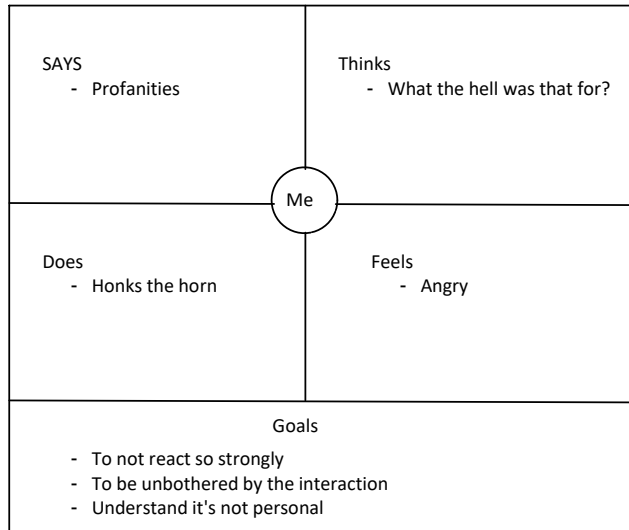 SAYS
- Profanities
Thinks
- What the hell was that for?
Me
Does
- Honks the horn
Feels
- Angry
Goals
- To not react so strongly
- To be unbothered by the interaction
- Understand it's not personal